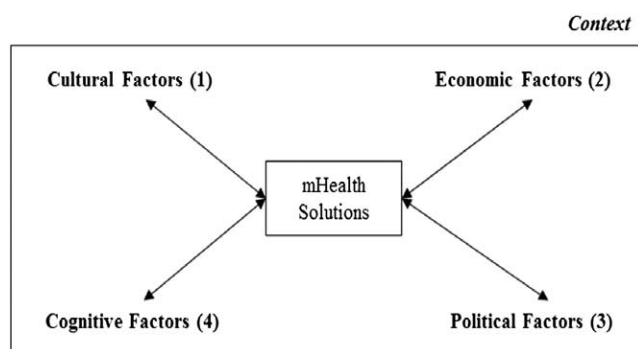 Context
Cultural Factors (1)
Economic Factors (2)
mHealth
Solutions
Cognitive Factors (4)
Political Factors (3)